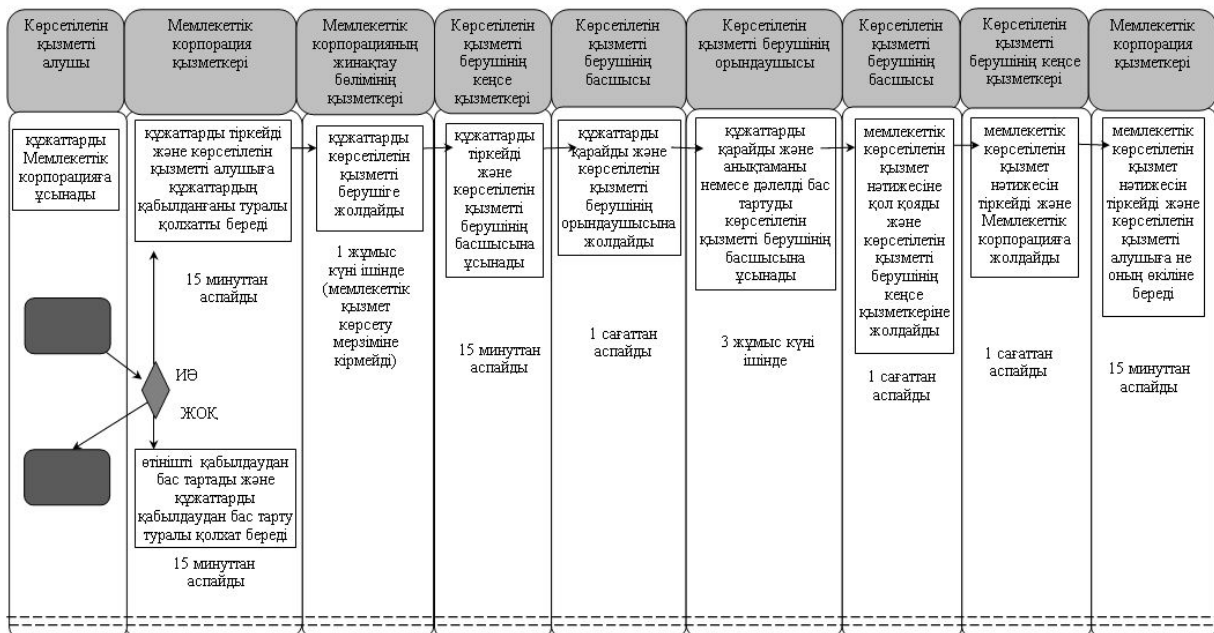 Көрсетілетін
қызметті
алушы
Мемлекеттік
корпорация
қызметкері
Мемлекеттік
корпорацияның
жинақтау
бөлімінің
қызметкері
Көрсетілетін
қызметті
берушінің
кеңсе
қызметкері
Көрсетілетін
қызметті
берушінің
басшысы
Көрсетілетін
қызметті берушінің
орындаушысы
Көрсетілетін
қызметті
берушінің
басшысы
Көрсетілетін
қызметті
берушінің кеңсе
қызметкері
Мемлекеттік
корпорация
қызметкері
құжаттарды
Мемлекеттік
корпорацияға
ұсынады
құжаттарды тіркейді
және көрсетілетін
қызметті алушыға
құжаттардың
қабылданғаны туралы
қолхатты береді
15 минуттан
аспайды
ИӘ
ЖОҚ
өтінішті қабылдаудан
бас тартады және
құжаттарды
қабылдаудан бас тарту
туралы қолхат береді
15 минуттан
аспайды
құжаттарды
көрсетілетін
қызметті
берушіге
жолдайды
1 жұмыс
күні ішінде
(мемлекеттік
қызмет
көрсету
мерзіміне
кірмейді)
құжаттарды
тіркейді
және
көрсетілетін
қызметті
берушінің
басшысына
ұсынады
15 минуттан
аспайды
құжаттарды
қарайды және
көрсетілетін
қызметті
берушінің
орындаушысына
жолдайды
1 сағаттан
аспайды
құжаттарды
қарайды және
анықтаманы
немесе дәлелді бас
тартуды
көрсетілетін
қызметті берушінің
басшысына
ұсынады
3 жұмыс күні
ішінде
мемлекеттік
көрсетілетін
қызмет
нәтижесіне
қол қояды
және
көрсетілетін
қызметті
берушінің
кеңсе
қызметкеріне
жолдайды
1 сағаттан
аспайды
мемлекеттік
көрсетілетін
қызмет
нәтижесін
тіркейді және
Мемлекеттік
корпорацияға
жолдайды
1 сағаттан
аспайды
мемлекеттік
көрсетілетін
қызмет
нәтижесін
тіркейді және
көрсетілетін
қызметті
алушыға не
оның өкіліне
береді
15 минуттан
аспайды